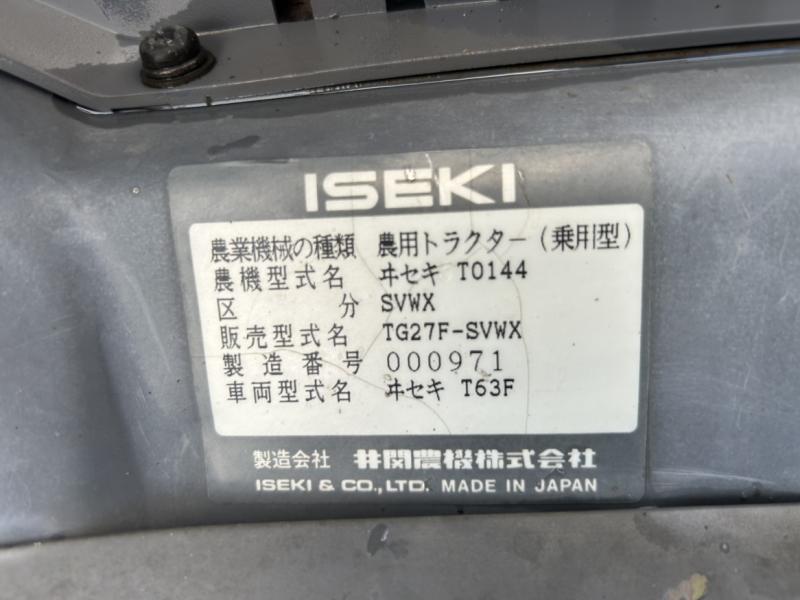 ISEKI
農業機械の種類 農用トラクター(乗用型)
農機型式名 ヰセキ T0144
区分 SVWX
販売型式名 TG27F-SVWX
製造番号 000971
車両型式名 ヰセキ T63F
製造会社 井関農機株式会社
ISEKI & CO.,LTD. MADE IN JAPAN